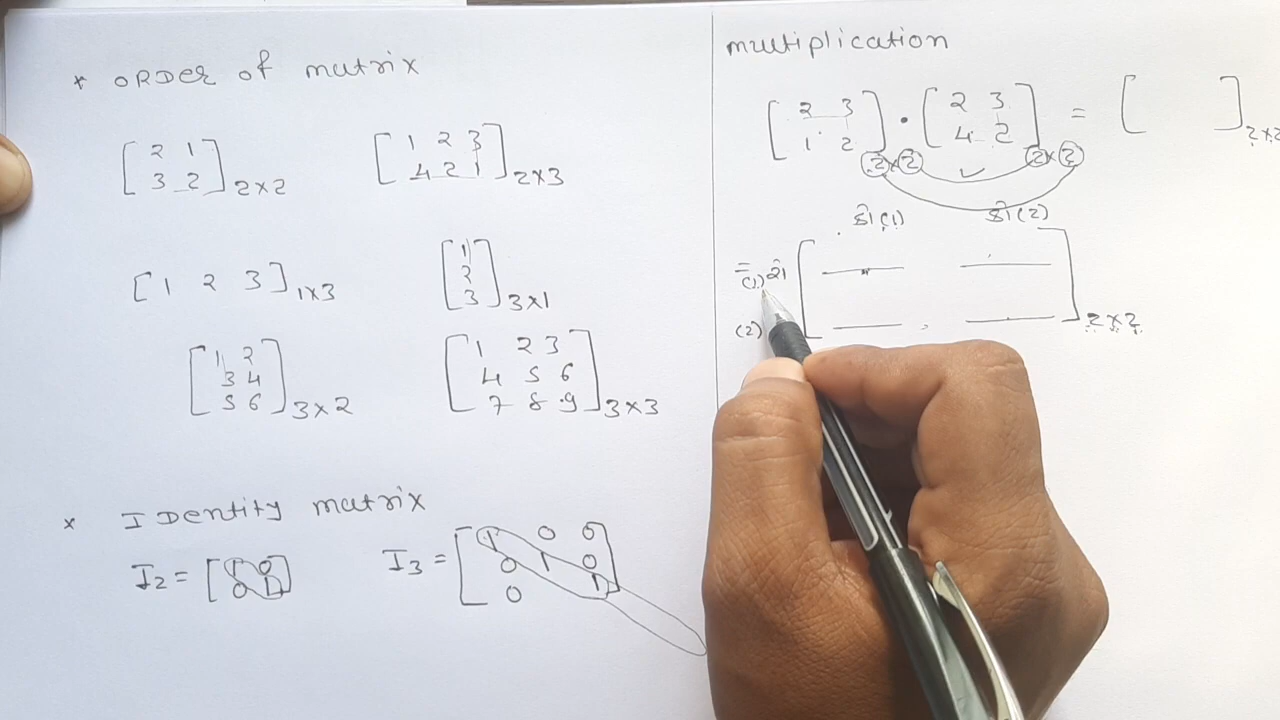 * ORDer of matrix
[ 2 1
3 2 ] 2×2
[ 1 2 3
4 2 1 ] 2×3
[ 1 2 3 ] 1×3
[ 1
2
3 ] 3×1
[ 1 2
3 4
5 6 ] 3×2
[ 1 2 3
4 5 6
7 8 9 ] 3×3
* IDentity matrix
I2 = [ 1 0
0 1 ]
I3 = [ 1 0 0
0 1 0
0 1 ]
multiplication
[ 2 3
1 2 ] · [ 2 3
4 2 ] = [ ] 2×2
2×2 2×2
(1) (2)
= (1) [
(2) ] 2×2